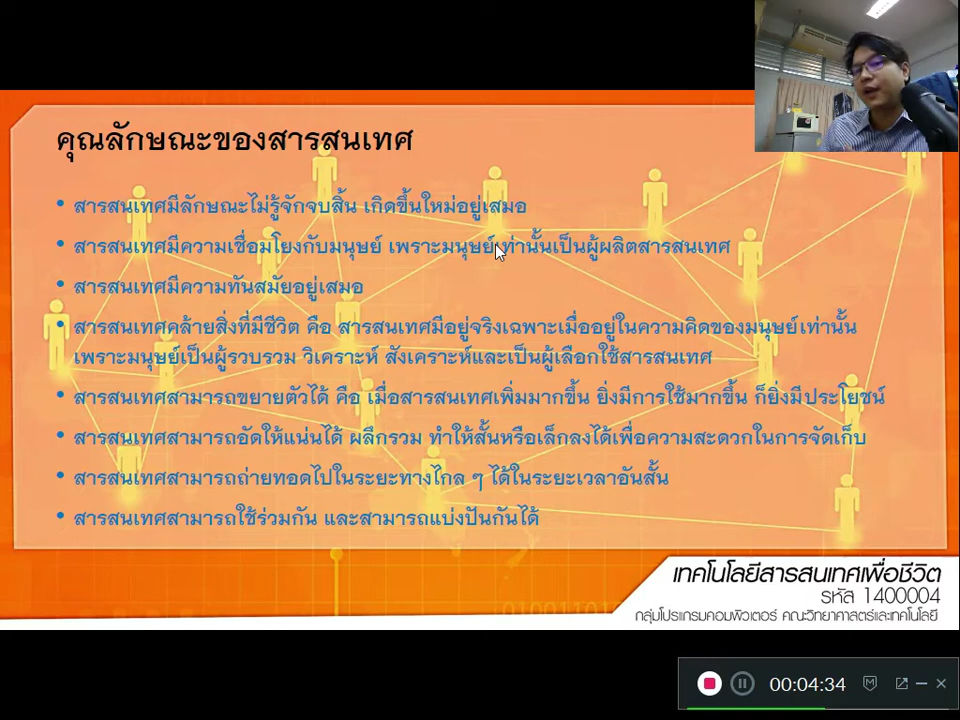 คุณลักษณะของสารสนเทศ
• สารสนเทศมีลักษณะไม่รู้จักจบสิ้น เกิดขึ้นใหม่อยู่เสมอ
• สารสนเทศมีความเชื่อมโยงกับมนุษย์ เพราะมนุษย์เท่านั้นเป็นผู้ผลิตสารสนเทศ
• สารสนเทศมีความทันสมัยอยู่เสมอ
• สารสนเทศคล้ายสิ่งที่มีชีวิต คือ สารสนเทศมีอยู่จริงเฉพาะเมื่ออยู่ในความคิดของมนุษย์เท่านั้น
เพราะมนุษย์เป็นผู้รวบรวม วิเคราะห์ สังเคราะห์และเป็นผู้เลือกใช้สารสนเทศ
• สารสนเทศสามารถขยายตัวได้ คือ เมื่อสารสนเทศเพิ่มมากขึ้น ยิ่งมีการใช้มากขึ้น ก็ยิ่งมีประโยชน์
• สารสนเทศสามารถอัดให้แน่นได้ ผลึกรวม ทำให้สั้นหรือเล็กลงได้เพื่อความสะดวกในการจัดเก็บ
• สารสนเทศสามารถถ่ายทอดไปในระยะทางไกล ๆ ได้ในระยะเวลาอันสั้น
• สารสนเทศสามารถใช้ร่วมกัน และสามารถแบ่งปันกันได้
เทคโนโลยีสารสนเทศเพื่อชีวิต
รหัส 1400004
กลุ่มโปรแกรมคอมพิวเตอร์ คณะวิทยาศาสตร์และเทคโนโลยี
00:04:34